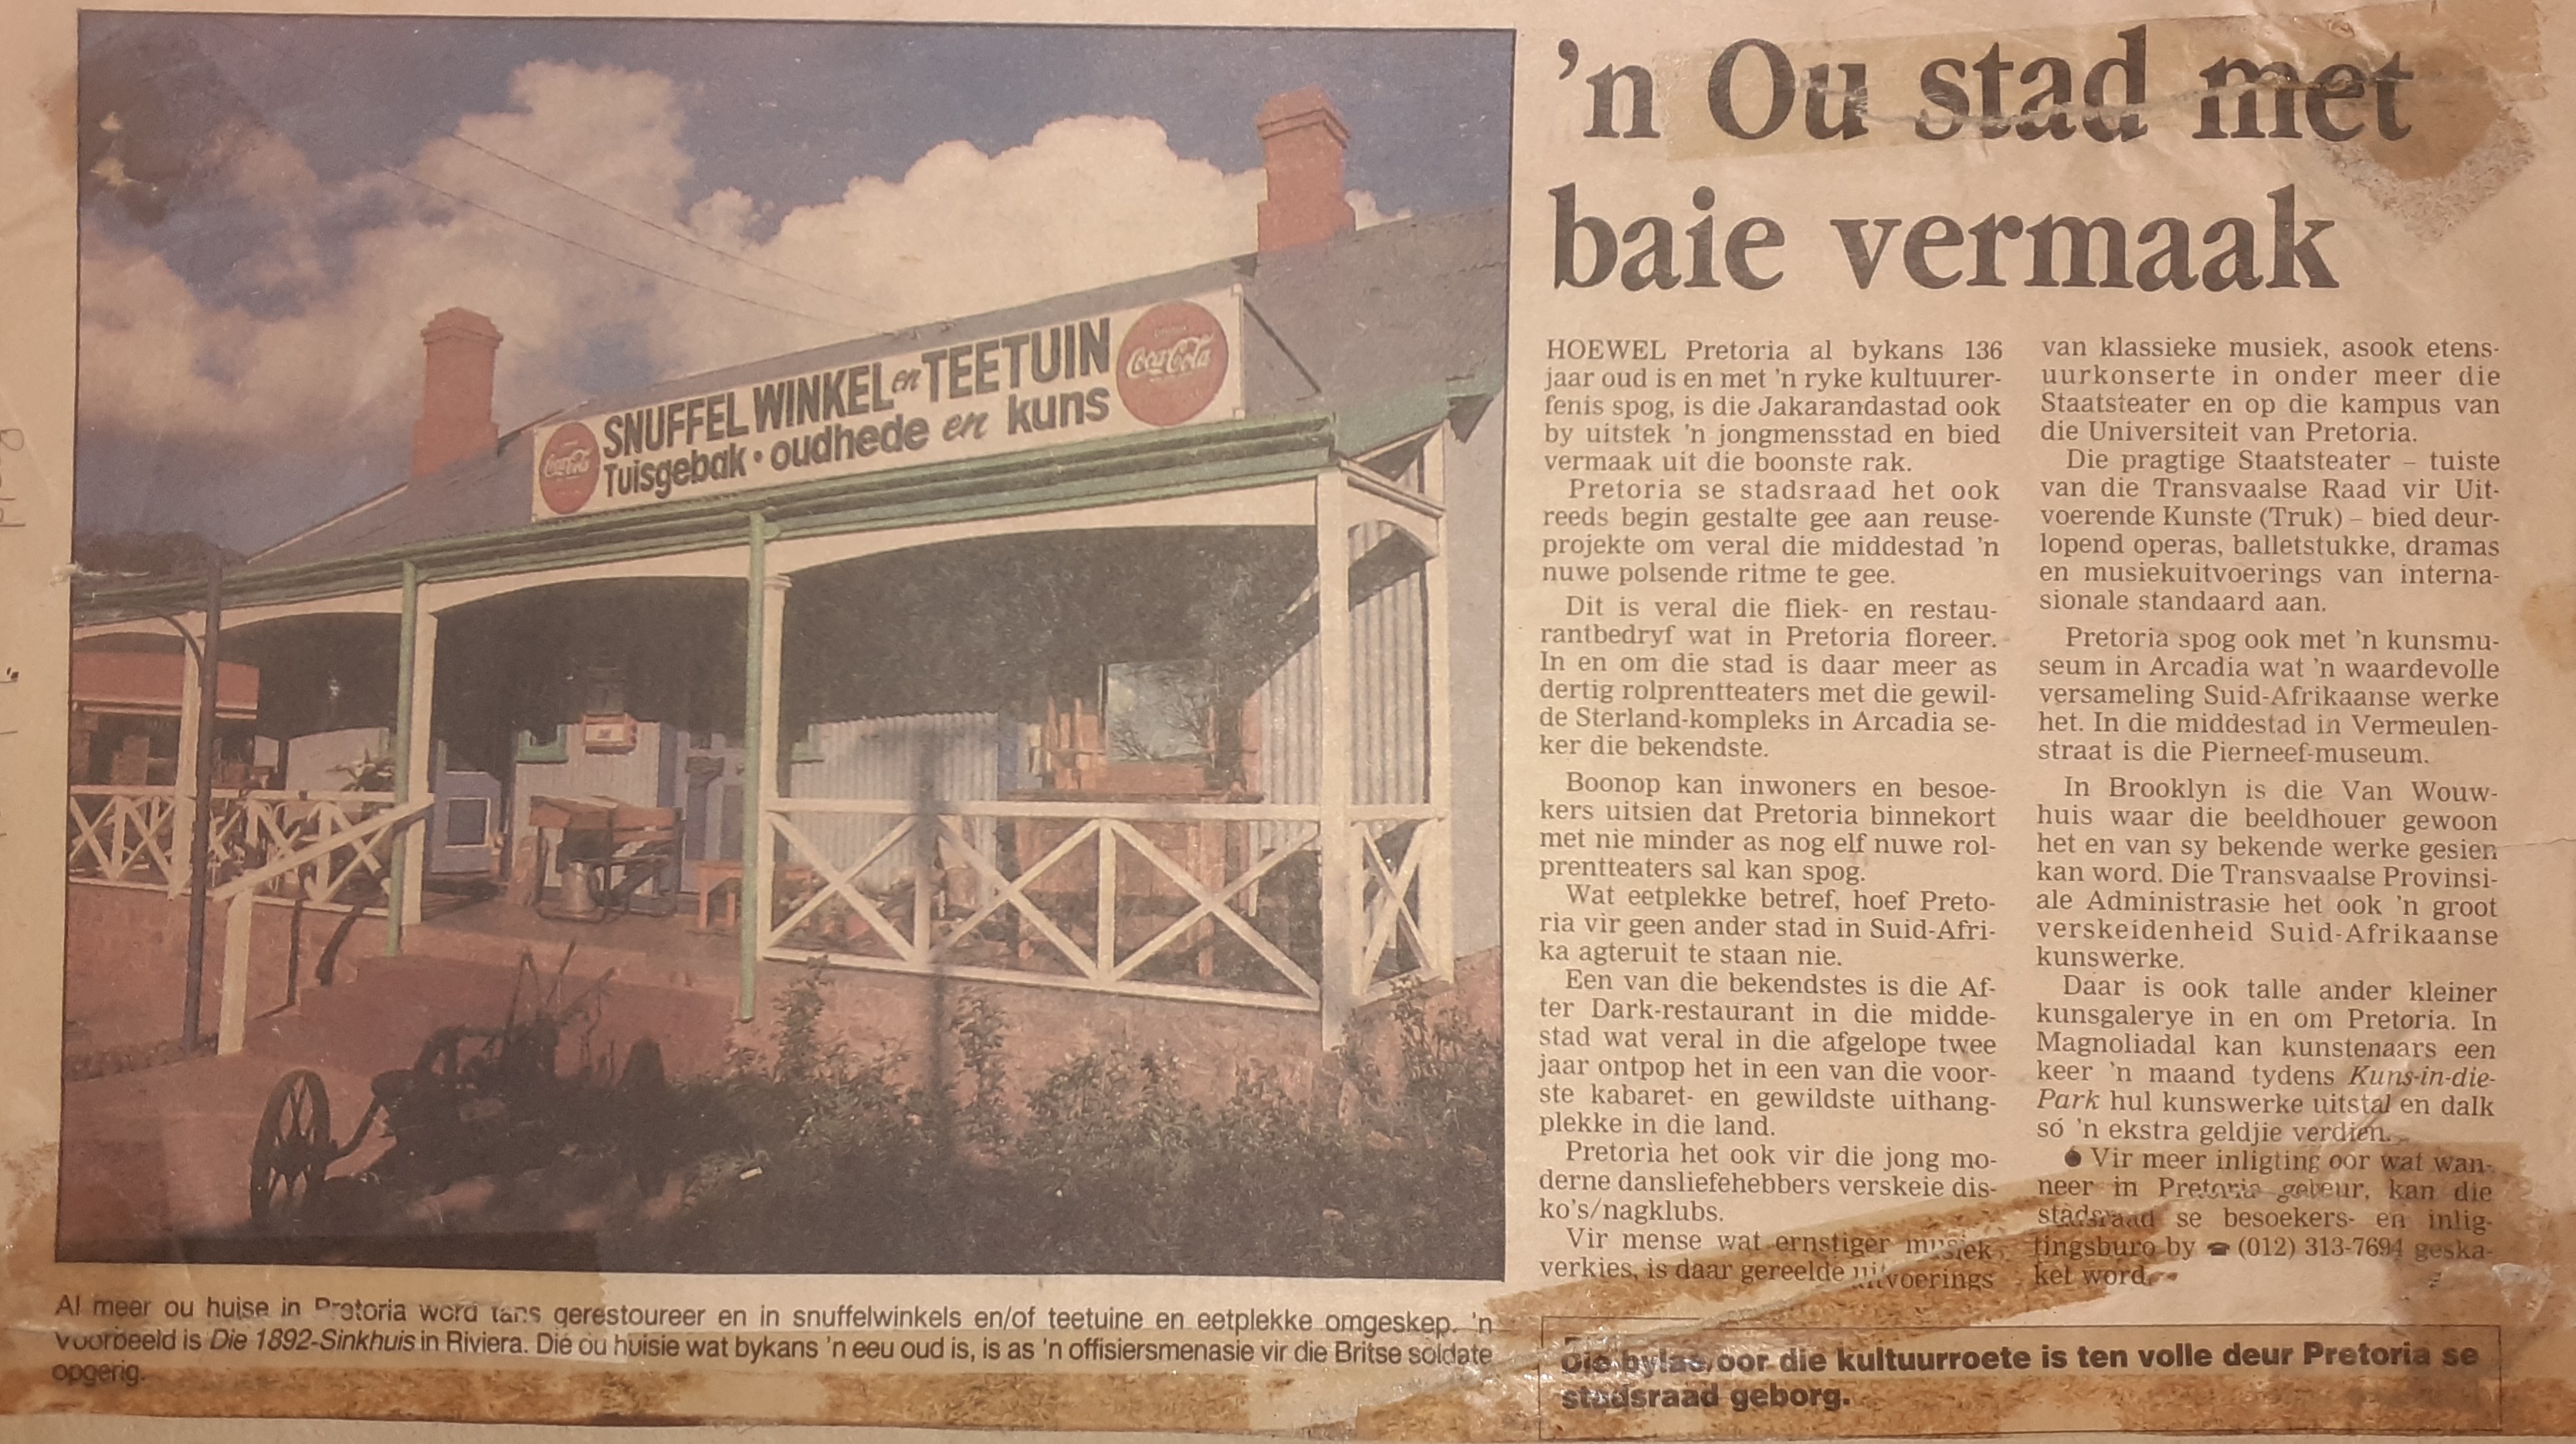 'n Ou stad met
baie vermaak
Coca-Cola
SNUFFEL WINKEL en TEETUIN
Tuisgebak • oudhede en kuns
Coca-Cola
HOEWEL Pretoria al bykans 136
jaar oud is en met 'n ryke kultuurer-
fenis spog, is die Jakarandastad ook
by uitstek 'n jongmensstad en bied
vermaak uit die boonste rak.
Pretoria se stadsraad het ook
reeds begin gestalte gee aan reuse-
projekte om veral die middestad 'n
nuwe polsende ritme te gee.
Dit is veral die fliek- en restau-
rantbedryf wat in Pretoria floreer.
In en om die stad is daar meer as
dertig rolprentteaters met die gewil-
de Sterland-kompleks in Arcadia se-
ker die bekendste.
Boonop kan inwoners en besoe-
kers uitsien dat Pretoria binnekort
met nie minder as nog elf nuwe rol-
prentteaters sal kan spog.
Wat eetplekke betref, hoef Preto-
ria vir geen ander stad in Suid-Afri-
ka agteruit te staan nie.
Een van die bekendstes is die Af-
ter Dark-restaurant in die midde-
stad wat veral in die afgelope twee
jaar ontpop het in een van die voor-
ste kabaret- en gewildste uithang-
plekke in die land.
Pretoria het ook vir die jong mo-
derne dansliefehebbers verskeie dis-
ko's/nagklubs.
Vir mense wat ernstiger musiek
verkies, is daar gereelde uitvoerings
van klassieke musiek, asook etens-
uurkonserte in onder meer die
Staatsteater en op die kampus van
die Universiteit van Pretoria.
Die pragtige Staatsteater – tuiste
van die Transvaalse Raad vir Uit-
voerende Kunste (Truk) – bied deur-
lopend operas, balletstukke, dramas
en musiekuitvoerings van interna-
sionale standaard aan.
Pretoria spog ook met 'n kunsmu-
seum in Arcadia wat 'n waardevolle
versameling Suid-Afrikaanse werke
het. In die middestad in Vermeulen-
straat is die Pierneef-museum.
In Brooklyn is die Van Wouw-
huis waar die beeldhouer gewoon
het en van sy bekende werke gesien
kan word. Die Transvaalse Provinsi-
ale Administrasie het ook 'n groot
verskeidenheid Suid-Afrikaanse
kunswerke.
Daar is ook talle ander kleiner
kunsgalerye in en om Pretoria. In
Magnoliadal kan kunstenaars een
keer 'n maand tydens Kuns-in-die-
Park hul kunswerke uitstal en dalk
só 'n ekstra geldjie verdien.
● Vir meer inligting oor wat wan-
neer in Pretoria gebeur, kan die
stadsraad se besoekers- en inlig-
tingsburo by ☎ (012) 313-7694 geska-
kel word.
Al meer ou huise in Pretoria word tans gerestoureer en in snuffelwinkels en/of teetuine en eetplekke omgeskep. 'n
Voorbeeld is Die 1892-Sinkhuis in Riviera. Dié ou huisie wat bykans 'n eeu oud is, is as 'n offisiersmenasie vir die Britse soldate
opgerig.
Die bylae oor die kultuurroete is ten volle deur Pretoria se
stadsraad geborg.